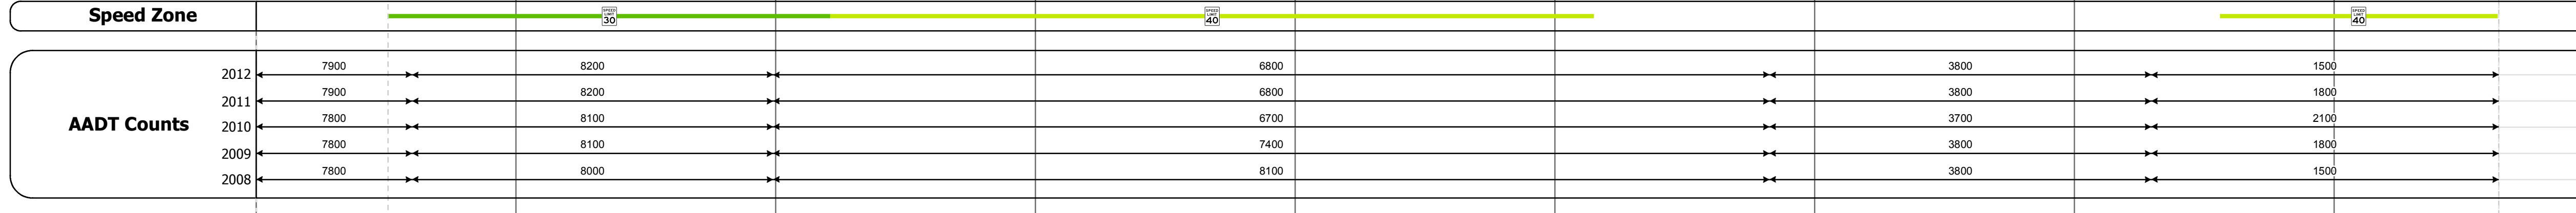 Speed Zone
SPEED LIMIT 30
SPEED LIMIT 40
SPEED LIMIT 40
AADT Counts
2012 7900 8200 6800 3800 1500
2011 7900 8200 6800 3800 1800
2010 7800 8100 6700 3700 2100
2009 7800 8100 7400 3800 1800
2008 7800 8000 8100 3800 1500